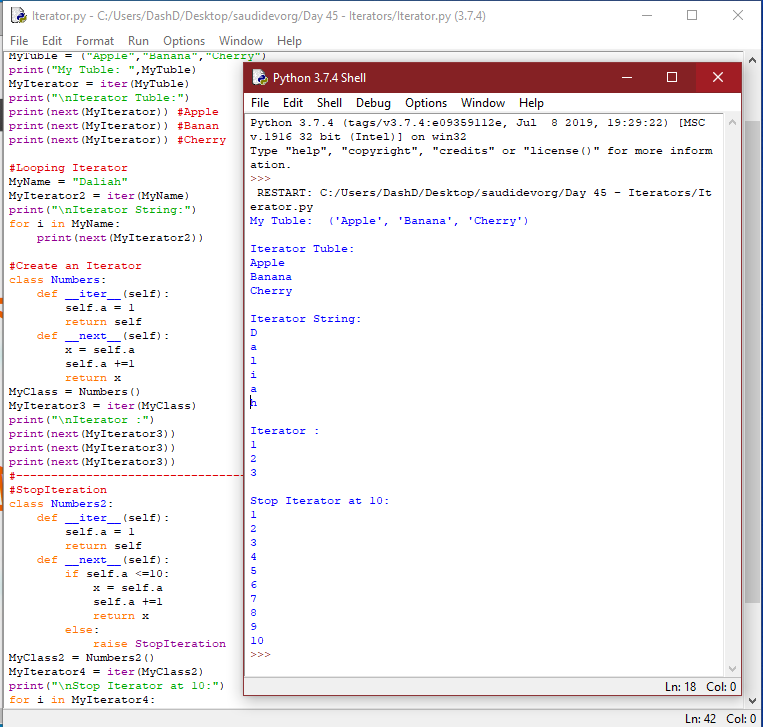 Iterator.py - C:/Users/DashD/Desktop/saudidevorg/Day 45 - Iterators/Iterator.py (3.7.4)
File Edit Format Run Options Window Help
MyTuble = ("Apple","Banana","Cherry")
print("My Tuble: ",MyTuble)
MyIterator = iter(MyTuble)
print("\nIterator Tuble:")
print(next(MyIterator)) #Apple
print(next(MyIterator)) #Banan
print(next(MyIterator)) #Cherry
#Looping Iterator
MyName = "Daliah"
MyIterator2 = iter(MyName)
print("\nIterator String:")
for i in MyName:
    print(next(MyIterator2))
#Create an Iterator
class Numbers:
    def __iter__(self):
        self.a = 1
        return self
    def __next__(self):
        x = self.a
        self.a +=1
        return x
MyClass = Numbers()
MyIterator3 = iter(MyClass)
print("\nIterator :")
print(next(MyIterator3))
print(next(MyIterator3))
print(next(MyIterator3))
#---------------------------------
#StopIteration
class Numbers2:
    def __iter__(self):
        self.a = 1
        return self
    def __next__(self):
        if self.a <=10:
            x = self.a
            self.a +=1
            return x
        else:
            raise StopIteration
MyClass2 = Numbers2()
MyIterator4 = iter(MyClass2)
print("\nStop Iterator at 10:")
for i in MyIterator4:
Ln: 42 Col: 0
Python 3.7.4 Shell
File Edit Shell Debug Options Window Help
Python 3.7.4 (tags/v3.7.4:e09359112e, Jul  8 2019, 19:29:22) [MSC
v.1916 32 bit (Intel)] on win32
Type "help", "copyright", "credits" or "license()" for more inform
ation.
>>>
 RESTART: C:/Users/DashD/Desktop/saudidevorg/Day 45 - Iterators/It
erator.py
My Tuble:  ('Apple', 'Banana', 'Cherry')
Iterator Tuble:
Apple
Banana
Cherry
Iterator String:
D
a
l
i
a
h
Iterator :
1
2
3
Stop Iterator at 10:
1
2
3
4
5
6
7
8
9
10
>>>
Ln: 18 Col: 0